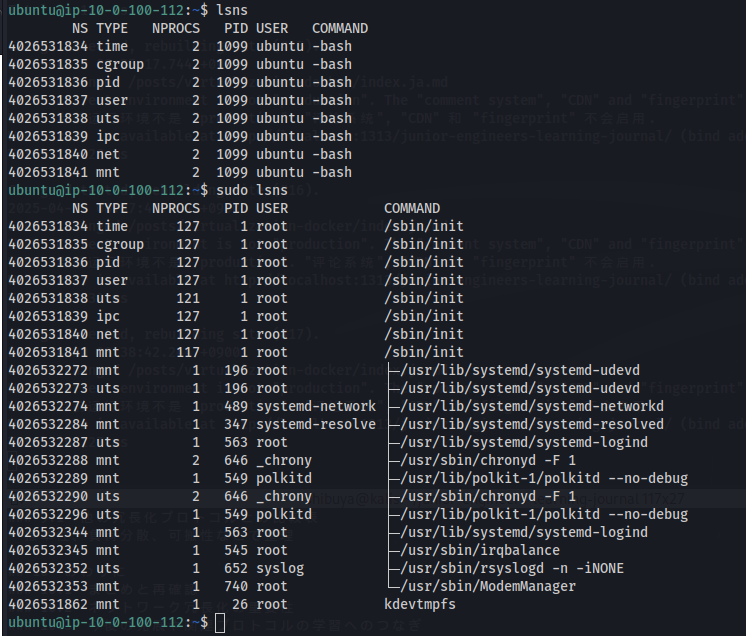 ubuntu@ip-10-0-100-112:~$ lsns
        NS TYPE   NPROCS   PID USER   COMMAND
4026531834 time        2  1099 ubuntu -bash
4026531835 cgroup      2  1099 ubuntu -bash
4026531836 pid         2  1099 ubuntu -bash
4026531837 user        2  1099 ubuntu -bash
4026531838 uts         2  1099 ubuntu -bash
4026531839 ipc         2  1099 ubuntu -bash
4026531840 net         2  1099 ubuntu -bash
4026531841 mnt         2  1099 ubuntu -bash
ubuntu@ip-10-0-100-112:~$ sudo lsns
        NS TYPE   NPROCS   PID USER            COMMAND
4026531834 time      127     1 root            /sbin/init
4026531835 cgroup    127     1 root            /sbin/init
4026531836 pid       127     1 root            /sbin/init
4026531837 user      127     1 root            /sbin/init
4026531838 uts       121     1 root            /sbin/init
4026531839 ipc       127     1 root            /sbin/init
4026531840 net       127     1 root            /sbin/init
4026531841 mnt       117     1 root            /sbin/init
4026532272 mnt         1   196 root            ├─/usr/lib/systemd/systemd-udevd
4026532273 uts         1   196 root            ├─/usr/lib/systemd/systemd-udevd
4026532274 mnt         1   489 systemd-network ├─/usr/lib/systemd/systemd-networkd
4026532284 mnt         1   347 systemd-resolve ├─/usr/lib/systemd/systemd-resolved
4026532287 uts         1   563 root            ├─/usr/lib/systemd/systemd-logind
4026532288 mnt         2   646 _chrony         ├─/usr/sbin/chronyd -F 1
4026532289 mnt         1   549 polkitd         ├─/usr/lib/polkit-1/polkitd --no-debug
4026532290 uts         2   646 _chrony         ├─/usr/sbin/chronyd -F 1
4026532296 uts         1   549 polkitd         ├─/usr/lib/polkit-1/polkitd --no-debug
4026532344 mnt         1   563 root            ├─/usr/lib/systemd/systemd-logind
4026532345 mnt         1   545 root            ├─/usr/sbin/irqbalance
4026532352 uts         1   652 syslog          ├─/usr/sbin/rsyslogd -n -iNONE
4026532353 mnt         1   740 root            └─/usr/sbin/ModemManager
4026531862 mnt         1    26 root            kdevtmpfs
ubuntu@ip-10-0-100-112:~$